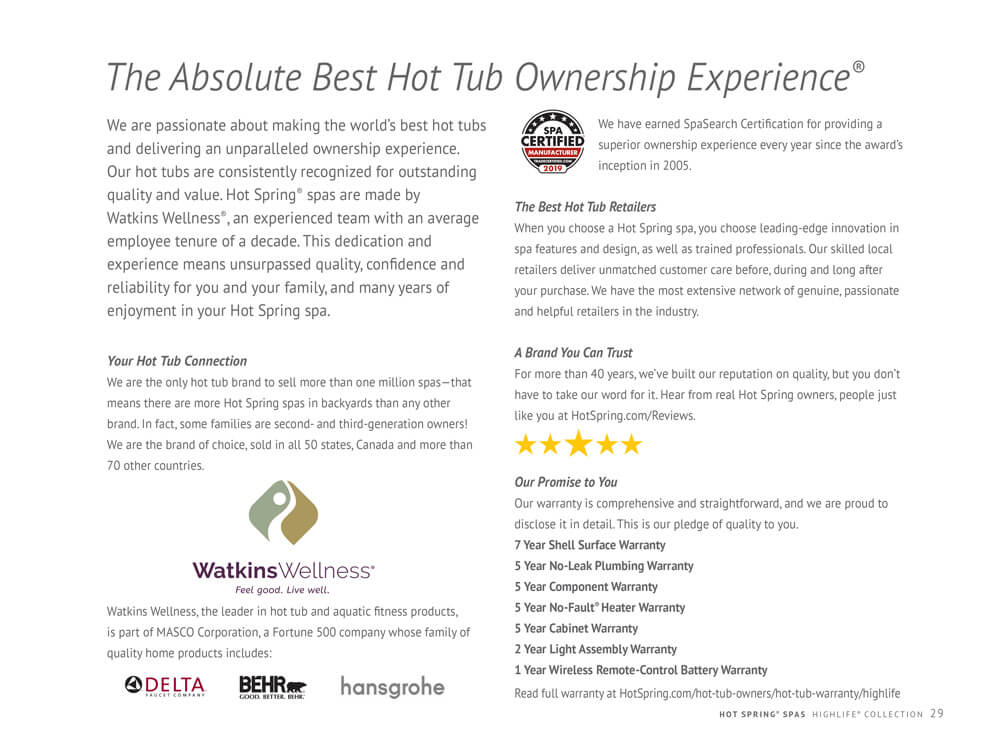 The Absolute Best Hot Tub Ownership Experience®
We are passionate about making the world's best hot tubs
and delivering an unparalleled ownership experience.
Our hot tubs are consistently recognized for outstanding
quality and value. Hot Spring® spas are made by
Watkins Wellness®, an experienced team with an average
employee tenure of a decade. This dedication and
experience means unsurpassed quality, confidence and
reliability for you and your family, and many years of
enjoyment in your Hot Spring spa.
Your Hot Tub Connection
We are the only hot tub brand to sell more than one million spas—that
means there are more Hot Spring spas in backyards than any other
brand. In fact, some families are second- and third-generation owners!
We are the brand of choice, sold in all 50 states, Canada and more than
70 other countries.
WatkinsWellness®
Feel good. Live well.
Watkins Wellness, the leader in hot tub and aquatic fitness products,
is part of MASCO Corporation, a Fortune 500 company whose family of
quality home products includes:
DELTA
FAUCET COMPANY
BEHR
GOOD. BETTER. BEHR.
hansgrohe
SPA
CERTIFIED
MANUFACTURER
TRADECERTIFIED.COM
2019
We have earned SpaSearch Certification for providing a
superior ownership experience every year since the award's
inception in 2005.
The Best Hot Tub Retailers
When you choose a Hot Spring spa, you choose leading-edge innovation in
spa features and design, as well as trained professionals. Our skilled local
retailers deliver unmatched customer care before, during and long after
your purchase. We have the most extensive network of genuine, passionate
and helpful retailers in the industry.
A Brand You Can Trust
For more than 40 years, we've built our reputation on quality, but you don't
have to take our word for it. Hear from real Hot Spring owners, people just
like you at HotSpring.com/Reviews.
Our Promise to You
Our warranty is comprehensive and straightforward, and we are proud to
disclose it in detail. This is our pledge of quality to you.
7 Year Shell Surface Warranty
5 Year No-Leak Plumbing Warranty
5 Year Component Warranty
5 Year No-Fault® Heater Warranty
5 Year Cabinet Warranty
2 Year Light Assembly Warranty
1 Year Wireless Remote-Control Battery Warranty
Read full warranty at HotSpring.com/hot-tub-owners/hot-tub-warranty/highlife
HOT SPRING® SPAS HIGHLIFE® COLLECTION 29